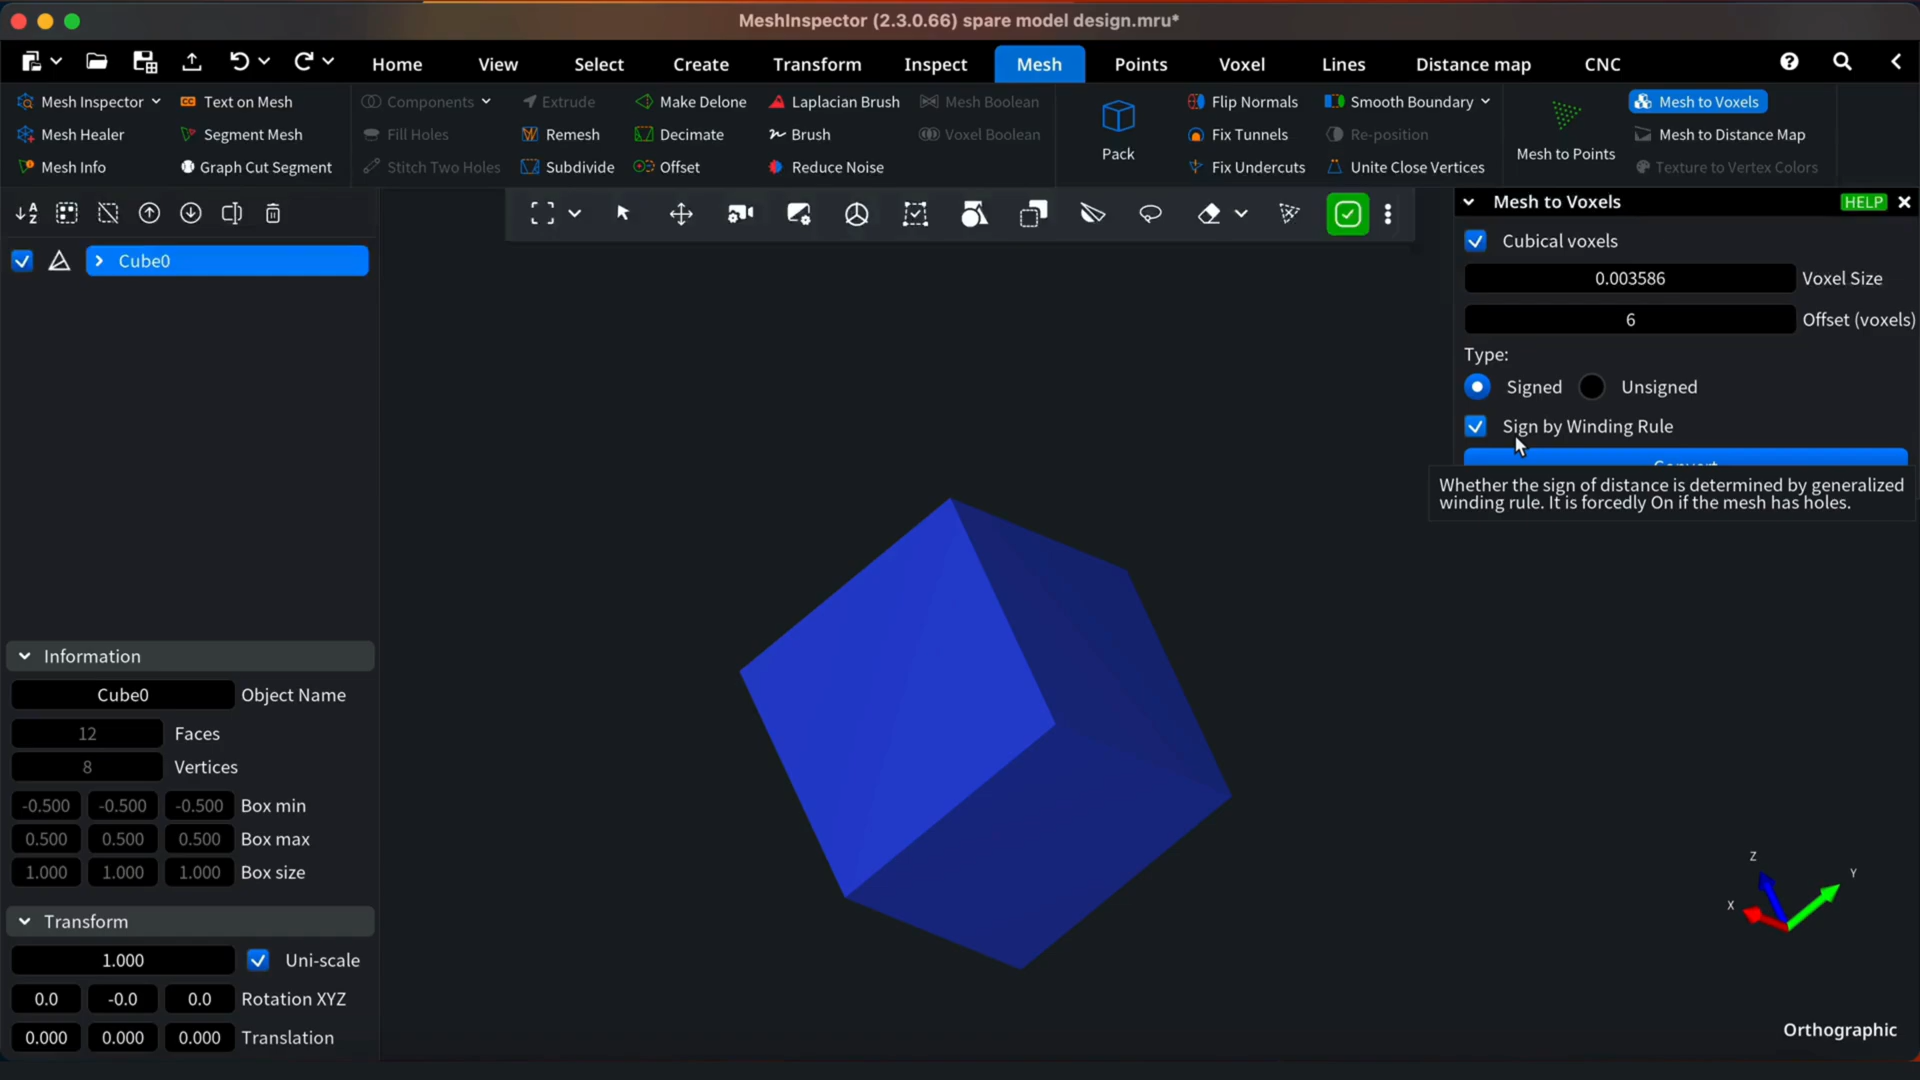 MeshInspector (2.3.0.66) spare model design.mru*
Home View Select Create Transform Inspect Mesh Points Voxel Lines Distance map CNC
Mesh Inspector Text on Mesh Components Extrude Make Delone Laplacian Brush Mesh Boolean Flip Normals Smooth Boundary Mesh to Voxels
Mesh Healer Segment Mesh Fill Holes Remesh Decimate Brush Voxel Boolean Fix Tunnels Re-position Mesh to Distance Map
Pack Mesh to Points
Mesh Info Graph Cut Segment Stitch Two Holes Subdivide Offset Reduce Noise Fix Undercuts Unite Close Vertices Texture to Vertex Colors
Mesh to Voxels HELP
Cubical voxels
0.003586 Voxel Size
6 Offset (voxels)
Type:
Signed Unsigned
Sign by Winding Rule
Convert
Whether the sign of distance is determined by generalized
winding rule. It is forcedly On if the mesh has holes.
Cube0
Information
Cube0 Object Name
12 Faces
8 Vertices
-0.500 -0.500 -0.500 Box min
0.500 0.500 0.500 Box max
1.000 1.000 1.000 Box size
Transform
1.000 Uni-scale
0.0 -0.0 0.0 Rotation XYZ
0.000 0.000 0.000 Translation
Z
Y
X
Orthographic